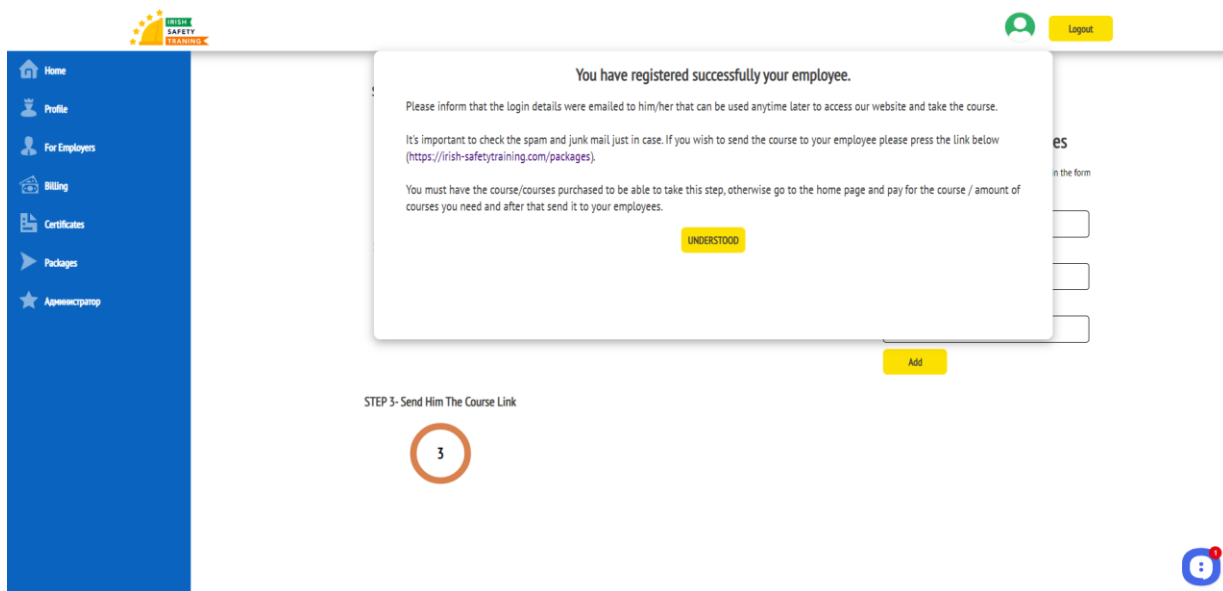 IRISH
SAFETY
TRANING
Logout
Home
Profile
For Employers
Billing
Certificates
Packages
Администратор
You have registered successfully your employee.
Please inform that the login details were emailed to him/her that can be used anytime later to access our website and take the course.
It's important to check the spam and junk mail just in case. If you wish to send the course to your employee please press the link below
(https://irish-safetytraining.com/packages).
You must have the course/courses purchased to be able to take this step, otherwise go to the home page and pay for the course / amount of
courses you need and after that send it to your employees.
UNDERSTOOD
es
n the form
Add
STEP 3- Send Him The Course Link
3
1